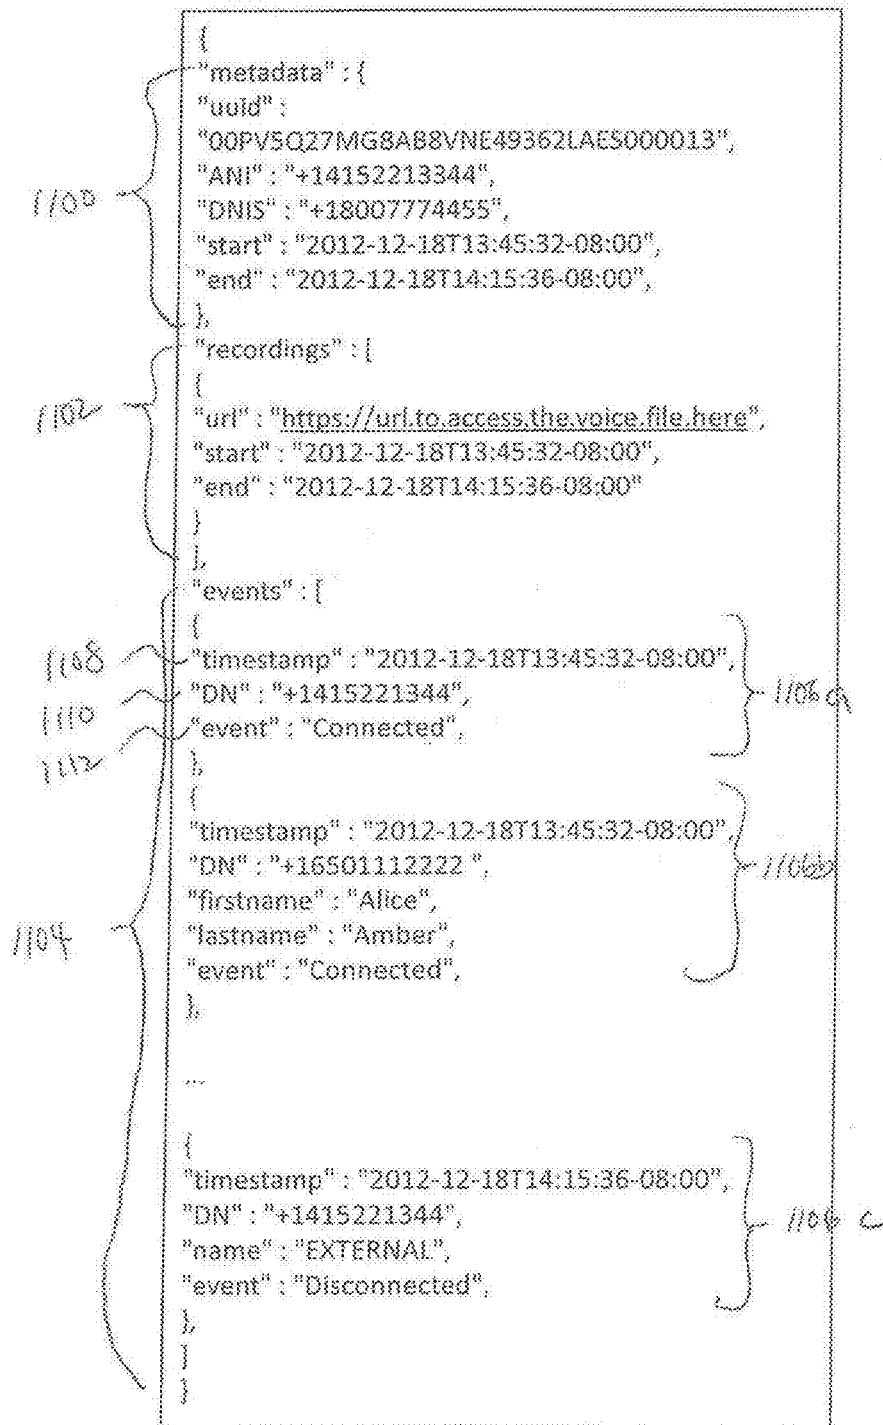 {
"metadata" : {
"uuid" :
"00PV5Q27MG8AB8VNE49362LAES000013",
1100
"ANI" : "+14152213344",
"DNIS" : "+18007774455",
"start" : "2012-12-18T13:45:32-08:00",
"end" : "2012-12-18T14:15:36-08:00",
},
"recordings" : [
{
1102
"url" : "https://url.to.access.the.voice.file.here",
"start" : "2012-12-18T13:45:32-08:00",
"end" : "2012-12-18T14:15:36-08:00"
}
],
"events" : [
{
1108
"timestamp" : "2012-12-18T13:45:32-08:00",
1110
"DN" : "+1415221344",
1106a
1112
"event" : "Connected",
},
{
"timestamp" : "2012-12-18T13:45:32-08:00",
"DN" : "+16501112222 ",
1106b
"firstname" : "Alice",
1104
"lastname" : "Amber",
"event" : "Connected",
},
...
{
"timestamp" : "2012-12-18T14:15:36-08:00",
"DN" : "+1415221344",
1106 c
"name" : "EXTERNAL",
"event" : "Disconnected",
},
]
}